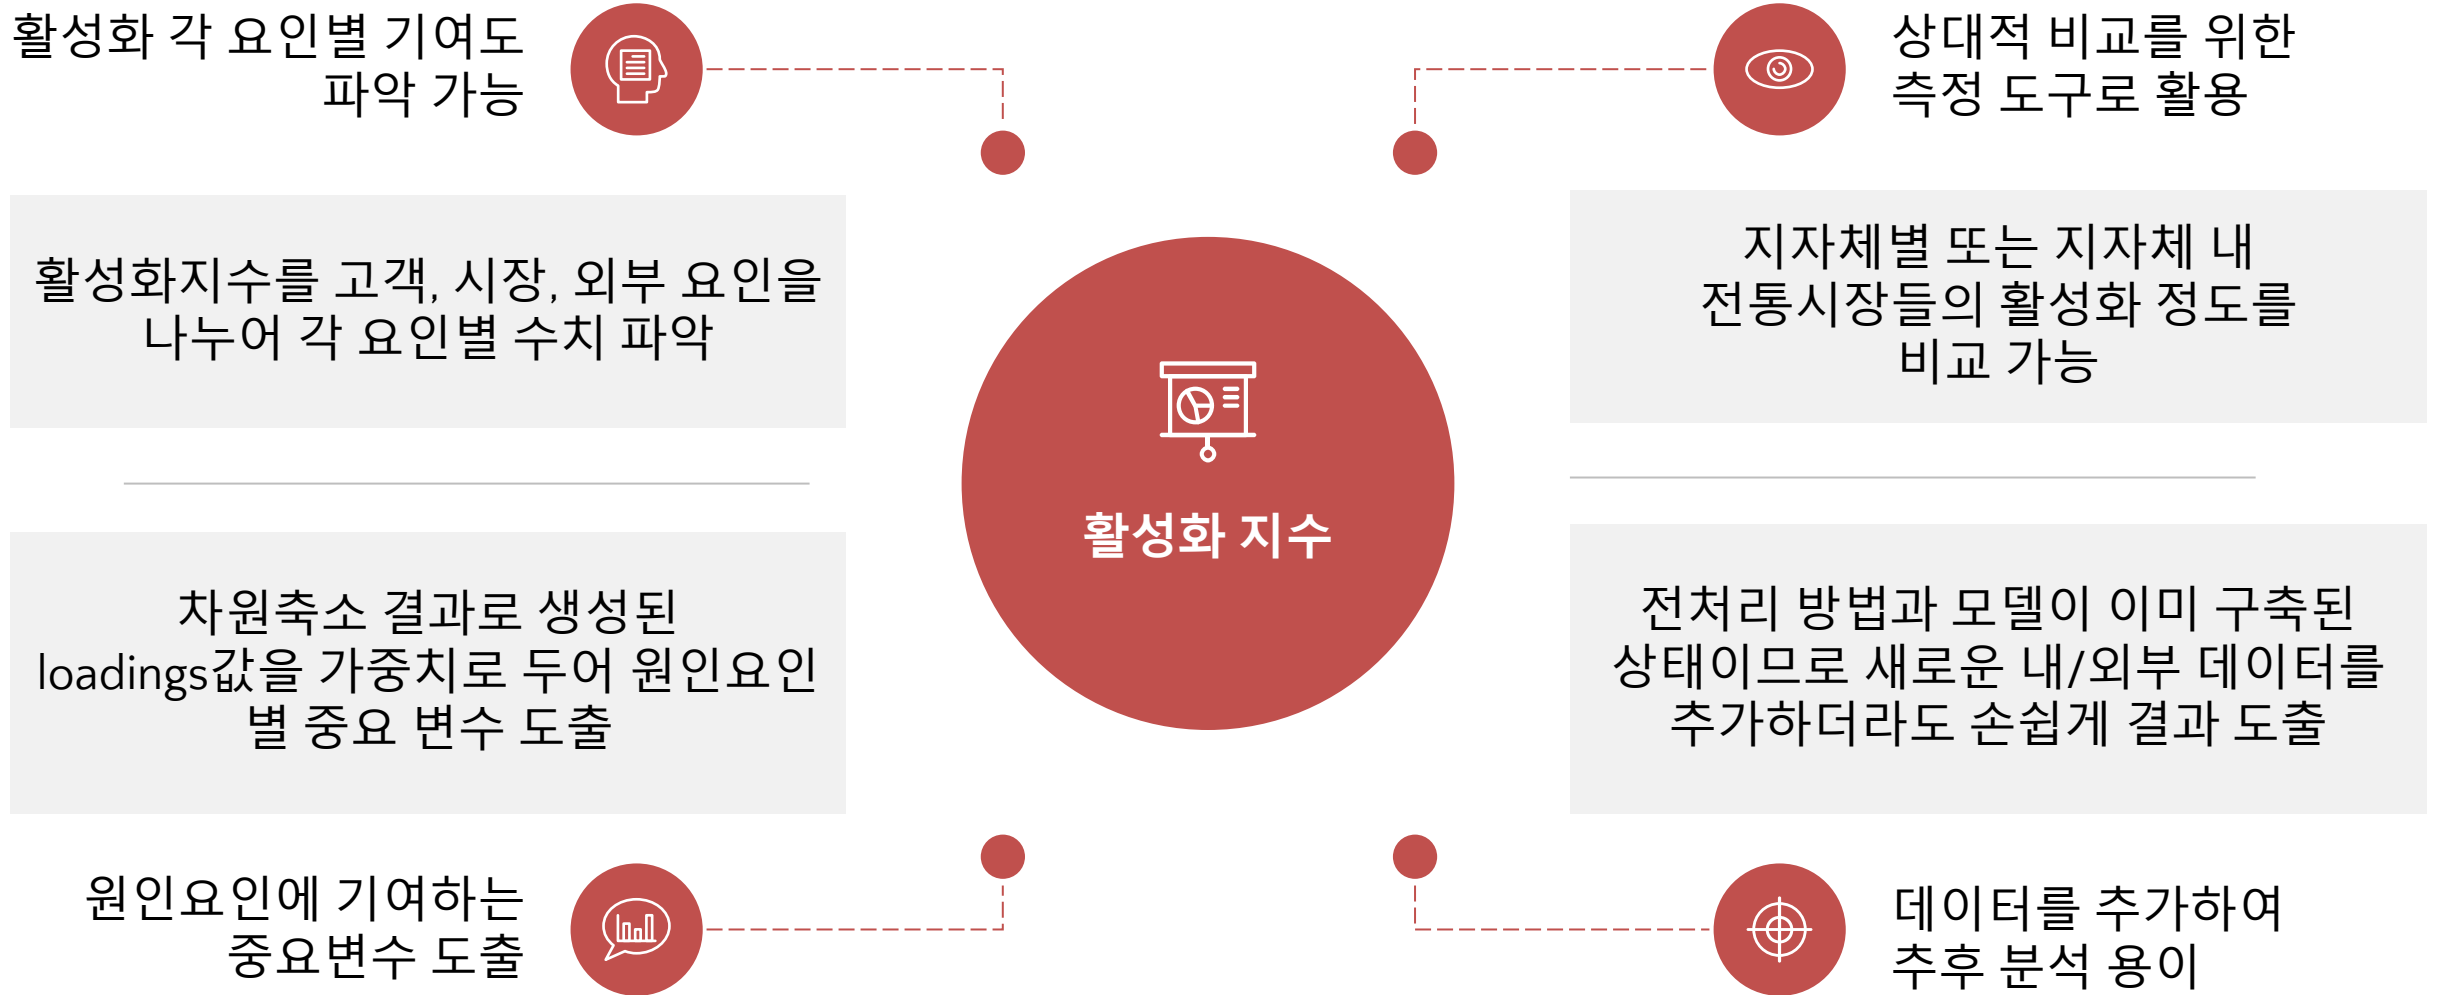 활성화 각 요인별 기여도
파악 가능
활성화지수를 고객, 시장, 외부 요인을
나누어 각 요인별 수치 파악
차원축소 결과로 생성된
loadings값을 가중치로 두어 원인요인
별 중요 변수 도출
원인요인에 기여하는
중요변수 도출
활성화 지수
상대적 비교를 위한
측정 도구로 활용
지자체별 또는 지자체 내
전통시장들의 활성화 정도를
비교 가능
전처리 방법과 모델이 이미 구축된
상태이므로 새로운 내/외부 데이터를
추가하더라도 손쉽게 결과 도출
데이터를 추가하여
추후 분석 용이